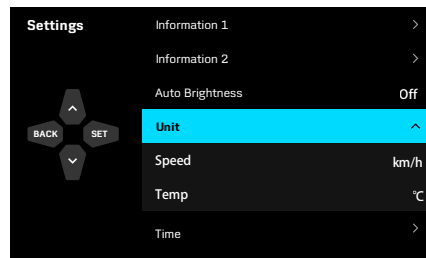 Settings
Information 1
Information 2
Auto Brightness Off
BACK SET
Unit
Speed km/h
Temp ℃
Time